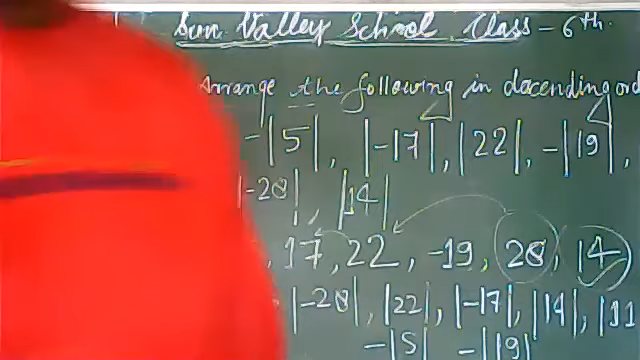 Sun Valley School. Class - 6th.
Arrange the following in decending ord
-|5|, |-17|, |22|, -|19|,
|-28|, |14|
, 17, 22, -19, 28, 14
|-28|, |22|, |-17|, |14|, |11
-|5| -|19|